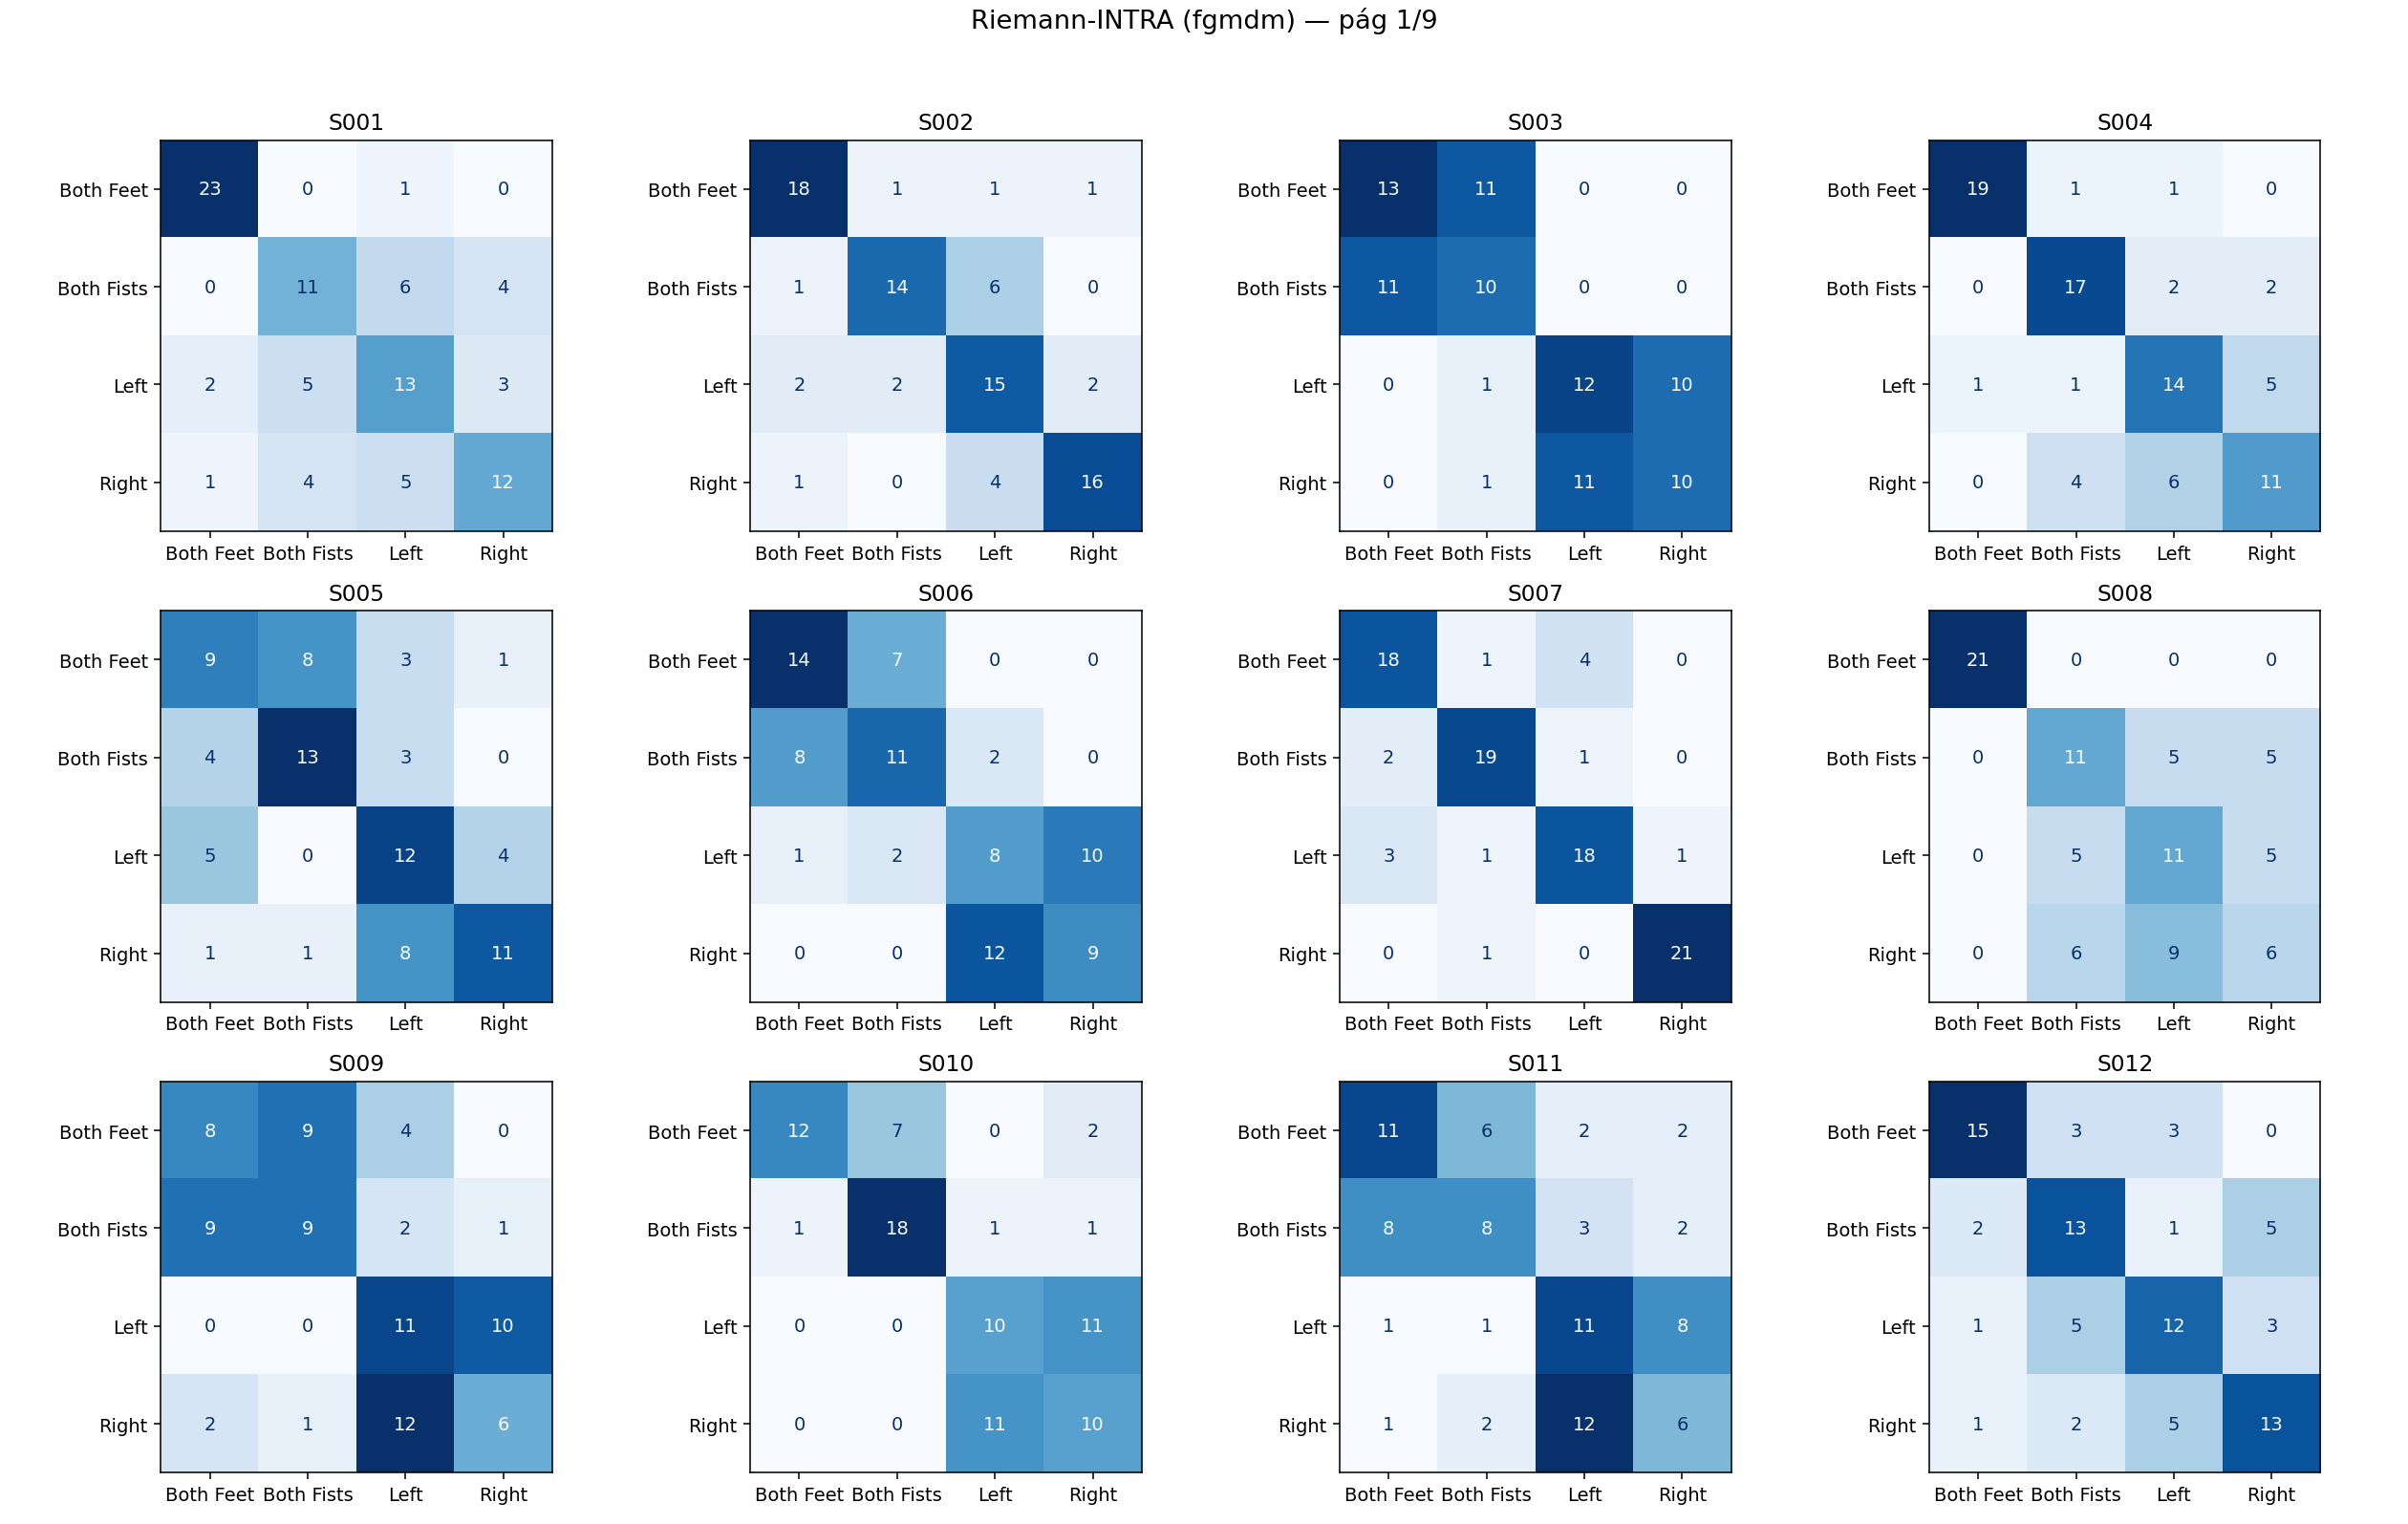 Riemann-INTRA (fgmdm) — pág 1/9
S001 S002 S003 S004
Both Feet 23 0 1 0 Both Feet 18 1 1 1 Both Feet 13 11 0 0 Both Feet 19 1 1 0
Both Fists 0 11 6 4 Both Fists 1 14 6 0 Both Fists 11 10 0 0 Both Fists 0 17 2 2
Left 2 5 13 3 Left 2 2 15 2 Left 0 1 12 10 Left 1 1 14 5
Right 1 4 5 12 Right 1 0 4 16 Right 0 1 11 10 Right 0 4 6 11
Both Feet Both Fists Left Right Both Feet Both Fists Left Right Both Feet Both Fists Left Right Both Feet Both Fists Left Right
S005 S006 S007 S008
Both Feet 9 8 3 1 Both Feet 14 7 0 0 Both Feet 18 1 4 0 Both Feet 21 0 0 0
Both Fists 4 13 3 0 Both Fists 8 11 2 0 Both Fists 2 19 1 0 Both Fists 0 11 5 5
Left 5 0 12 4 Left 1 2 8 10 Left 3 1 18 1 Left 0 5 11 5
Right 1 1 8 11 Right 0 0 12 9 Right 0 1 0 21 Right 0 6 9 6
Both Feet Both Fists Left Right Both Feet Both Fists Left Right Both Feet Both Fists Left Right Both Feet Both Fists Left Right
S009 S010 S011 S012
Both Feet 8 9 4 0 Both Feet 12 7 0 2 Both Feet 11 6 2 2 Both Feet 15 3 3 0
Both Fists 9 9 2 1 Both Fists 1 18 1 1 Both Fists 8 8 3 2 Both Fists 2 13 1 5
Left 0 0 11 10 Left 0 0 10 11 Left 1 1 11 8 Left 1 5 12 3
Right 2 1 12 6 Right 0 0 11 10 Right 1 2 12 6 Right 1 2 5 13
Both Feet Both Fists Left Right Both Feet Both Fists Left Right Both Feet Both Fists Left Right Both Feet Both Fists Left Right